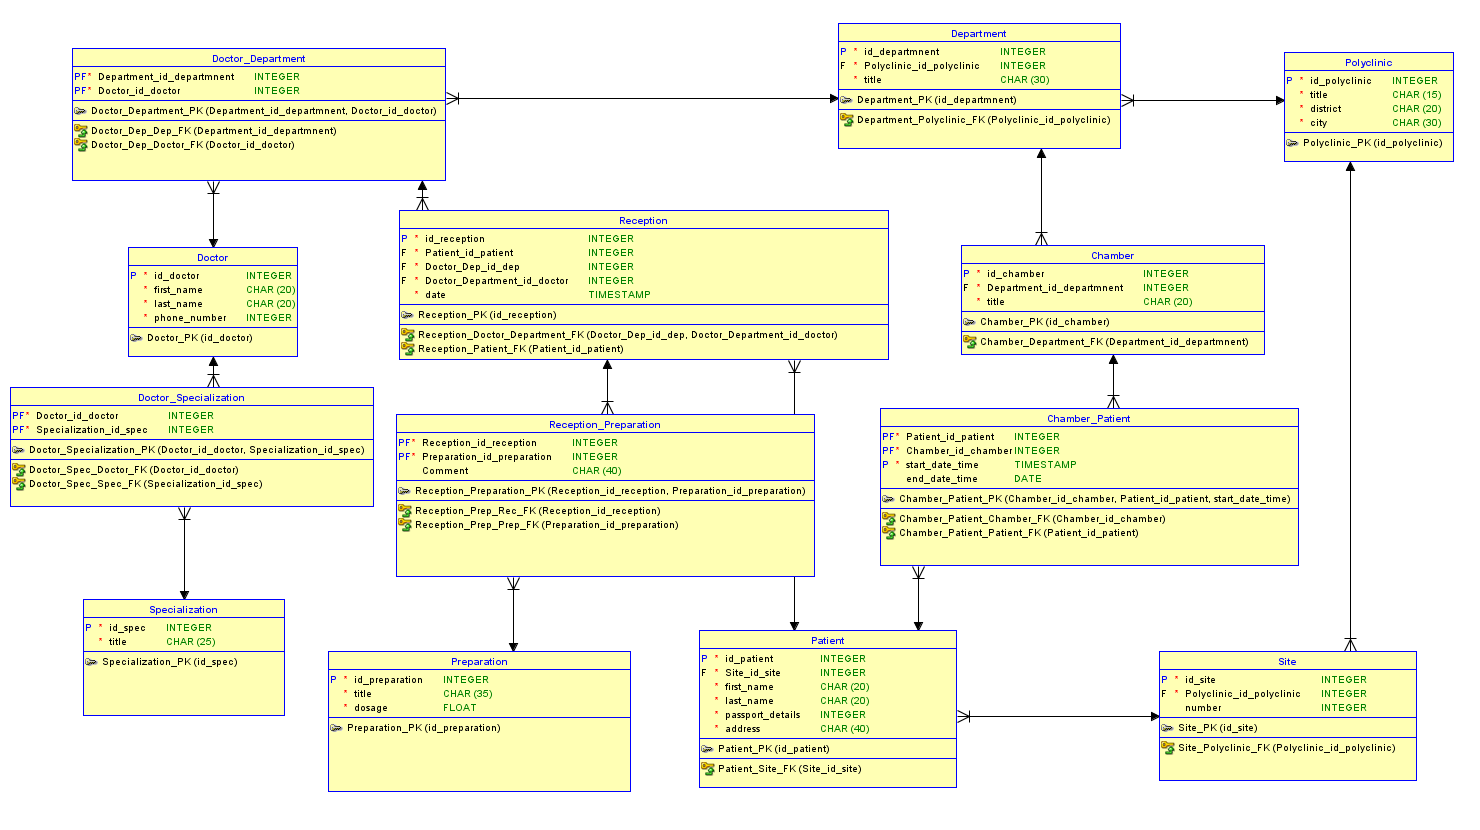 Doctor_Department
PF* Department_id_departmnent INTEGER
PF* Doctor_id_doctor INTEGER
Doctor_Department_PK (Department_id_departmnent, Doctor_id_doctor)
Doctor_Dep_Dep_FK (Department_id_departmnent)
Doctor_Dep_Doctor_FK (Doctor_id_doctor)
Department
P * id_departmnent INTEGER
F * Polyclinic_id_polyclinic INTEGER
* title CHAR (30)
Department_PK (id_departmnent)
Department_Polyclinic_FK (Polyclinic_id_polyclinic)
Polyclinic
P * id_polyclinic INTEGER
* title CHAR (15)
* district CHAR (20)
* city CHAR (30)
Polyclinic_PK (id_polyclinic)
Doctor
P * id_doctor INTEGER
* first_name CHAR (20)
* last_name CHAR (20)
* phone_number INTEGER
Doctor_PK (id_doctor)
Reception
P * id_reception INTEGER
F * Patient_id_patient INTEGER
F * Doctor_Dep_id_dep INTEGER
F * Doctor_Department_id_doctor INTEGER
* date TIMESTAMP
Reception_PK (id_reception)
Reception_Doctor_Department_FK (Doctor_Dep_id_dep, Doctor_Department_id_doctor)
Reception_Patient_FK (Patient_id_patient)
Chamber
P * id_chamber INTEGER
F * Department_id_departmnent INTEGER
* title CHAR (20)
Chamber_PK (id_chamber)
Chamber_Department_FK (Department_id_departmnent)
Doctor_Specialization
PF* Doctor_id_doctor INTEGER
PF* Specialization_id_spec INTEGER
Doctor_Specialization_PK (Doctor_id_doctor, Specialization_id_spec)
Doctor_Spec_Doctor_FK (Doctor_id_doctor)
Doctor_Spec_Spec_FK (Specialization_id_spec)
Reception_Preparation
PF* Reception_id_reception INTEGER
PF* Preparation_id_preparation INTEGER
Comment CHAR (40)
Reception_Preparation_PK (Reception_id_reception, Preparation_id_preparation)
Reception_Prep_Rec_FK (Reception_id_reception)
Reception_Prep_Prep_FK (Preparation_id_preparation)
Chamber_Patient
PF* Patient_id_patient INTEGER
PF* Chamber_id_chamber INTEGER
P * start_date_time TIMESTAMP
end_date_time DATE
Chamber_Patient_PK (Chamber_id_chamber, Patient_id_patient, start_date_time)
Chamber_Patient_Chamber_FK (Chamber_id_chamber)
Chamber_Patient_Patient_FK (Patient_id_patient)
Specialization
P * id_spec INTEGER
* title CHAR (25)
Specialization_PK (id_spec)
Preparation
P * id_preparation INTEGER
* title CHAR (35)
* dosage FLOAT
Preparation_PK (id_preparation)
Patient
P * id_patient INTEGER
F * Site_id_site INTEGER
* first_name CHAR (20)
* last_name CHAR (20)
* passport_details INTEGER
* address CHAR (40)
Patient_PK (id_patient)
Patient_Site_FK (Site_id_site)
Site
P * id_site INTEGER
F * Polyclinic_id_polyclinic INTEGER
number INTEGER
Site_PK (id_site)
Site_Polyclinic_FK (Polyclinic_id_polyclinic)